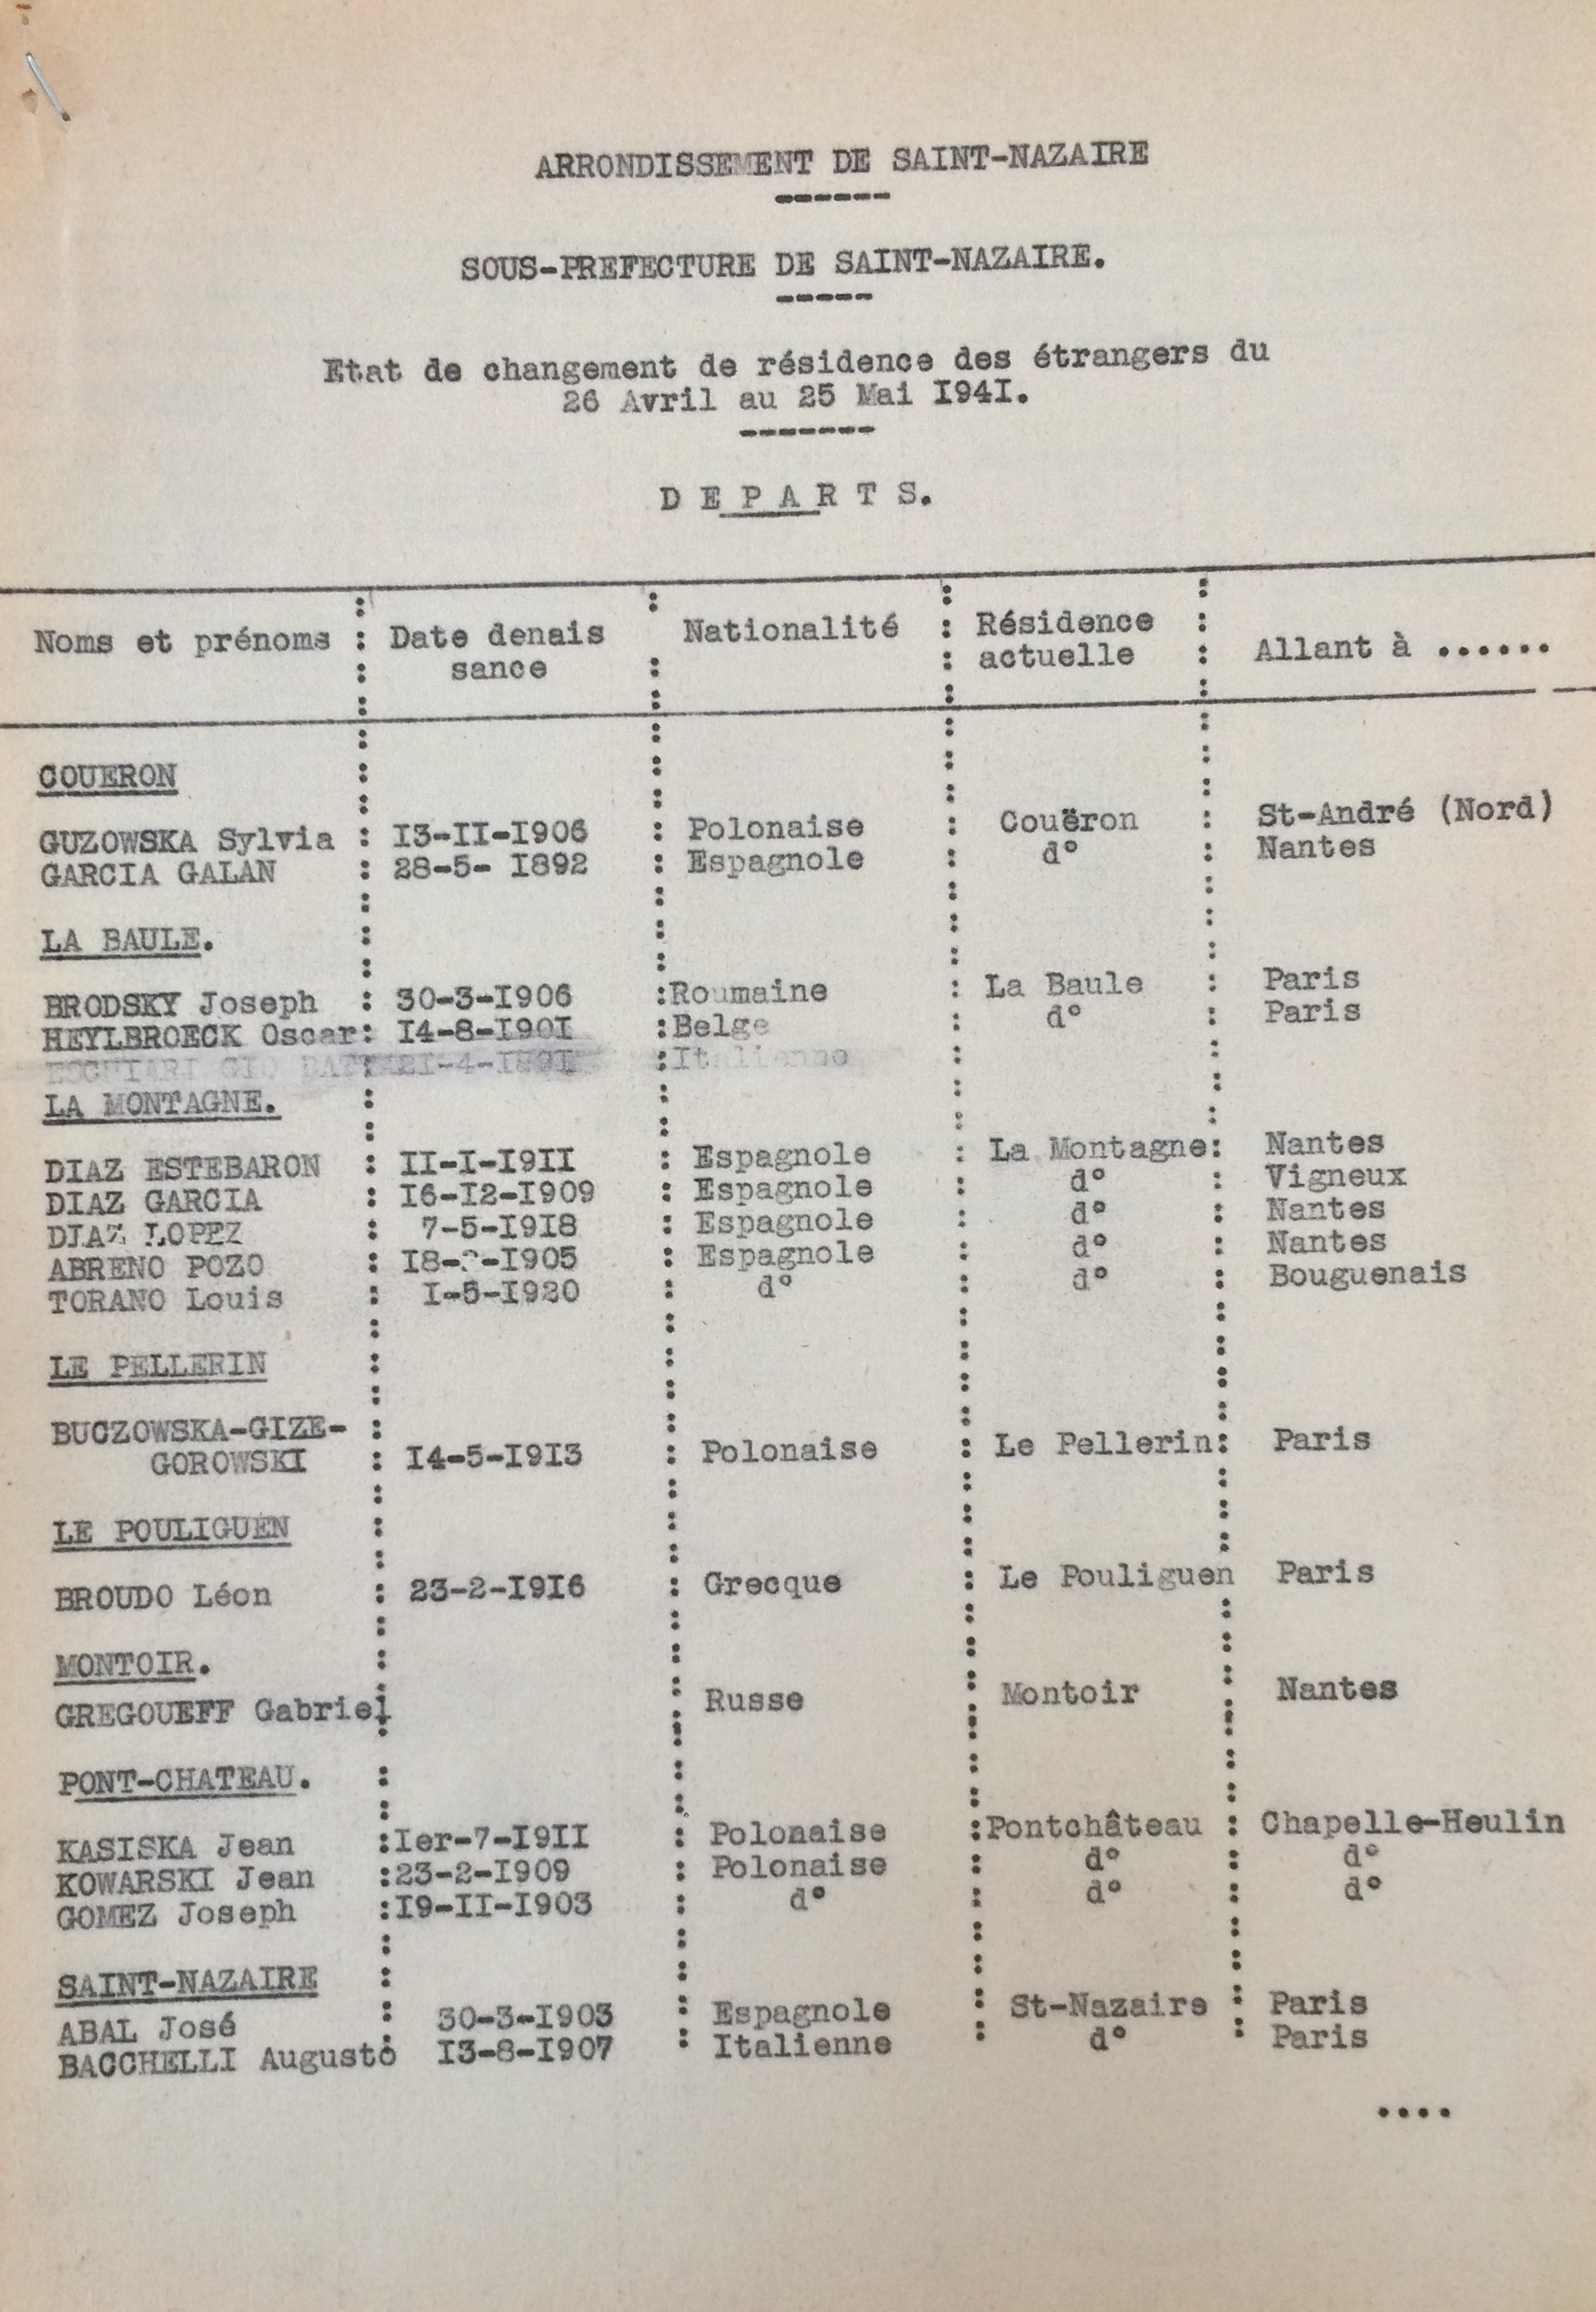 ARRONDISSEMENT DE SAINT-NAZAIRE
------
SOUS-PREFECTURE DE SAINT-NAZAIRE.
-----
Etat de changement de résidence des étrangers du
26 Avril au 25 Mai I94I.
-------
D E P A R T S.
Noms et prénoms : Date denais : Nationalité : Résidence : Allant à ......
sance : actuelle :
COUERON
GUZOWSKA Sylvia : I3-II-I906 : Polonaise : Couëron : St-André (Nord)
GARCIA GALAN : 28-5- I892 : Espagnole : d° : Nantes
LA BAULE.
BRODSKY Joseph : 30-3-I906 :Roumaine : La Baule : Paris
HEYLBROECK Oscar: I4-8-I90I :Belge : d° : Paris
:Italienne :
LA MONTAGNE.
DIAZ ESTEBARON : II-I-I9II : Espagnole : La Montagne: Nantes
DIAZ GARCIA : I6-I2-I909 : Espagnole : d° : Vigneux
DIAZ LOPEZ : 7-5-I9I8 : Espagnole : d° : Nantes
ABRENO POZO : I8- -I905 : Espagnole : d° : Nantes
TORANO Louis : I-5-I920 : d° : d° : Bouguenais
LE PELLERIN
BUCZOWSKA-GIZE- :
GOROWSKI : I4-5-I9I3 : Polonaise : Le Pellerin: Paris
LE POULIGUEN
BROUDO Léon : 23-2-I9I6 : Grecque : Le Pouliguen Paris
MONTOIR.
GREGOUEFF Gabriel : Russe : Montoir : Nantes
PONT-CHATEAU.
KASISKA Jean :Ier-7-I9II : Polonaise :Pontchâteau : Chapelle-Heulin
KOWARSKI Jean :23-2-I909 : Polonaise : d° : d°
GOMEZ Joseph :I9-II-I903 : d° : d° : d°
SAINT-NAZAIRE
ABAL José : 30-3-I903 : Espagnole : St-Nazaire : Paris
BACCHELLI Augusto I3-8-I907 : Italienne : d° : Paris
....